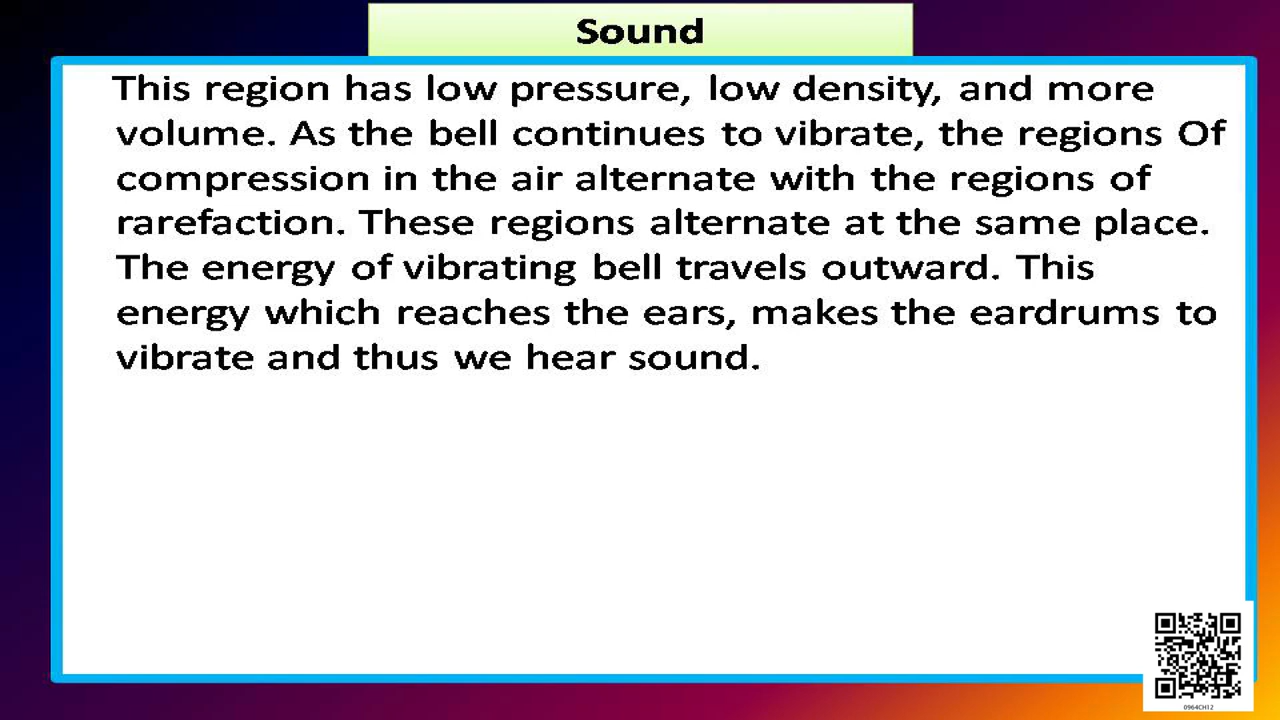 Sound
This region has low pressure, low density, and more
volume. As the bell continues to vibrate, the regions Of
compression in the air alternate with the regions of
rarefaction. These regions alternate at the same place.
The energy of vibrating bell travels outward. This
energy which reaches the ears, makes the eardrums to
vibrate and thus we hear sound.
0964CH12